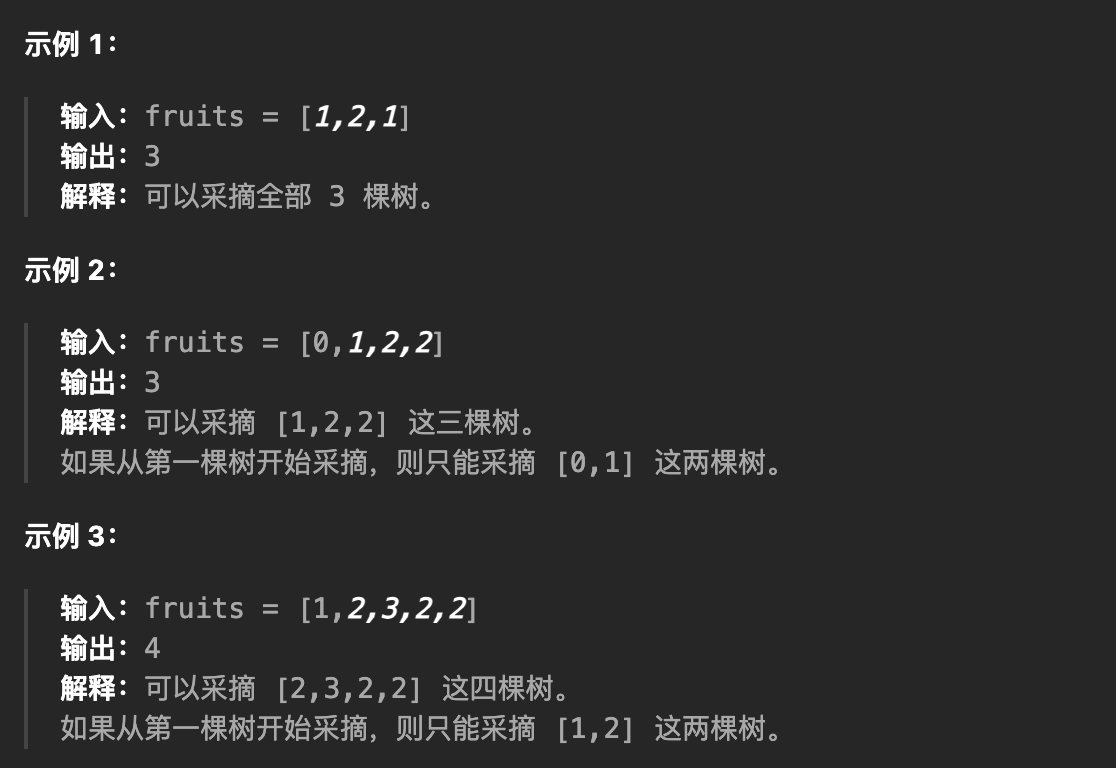 示例 1：
输入：fruits = [1,2,1]
输出：3
解释：可以采摘全部 3 棵树。
示例 2：
输入：fruits = [0,1,2,2]
输出：3
解释：可以采摘 [1,2,2] 这三棵树。
如果从第一棵树开始采摘，则只能采摘 [0,1] 这两棵树。
示例 3：
输入：fruits = [1,2,3,2,2]
输出：4
解释：可以采摘 [2,3,2,2] 这四棵树。
如果从第一棵树开始采摘，则只能采摘 [1,2] 这两棵树。